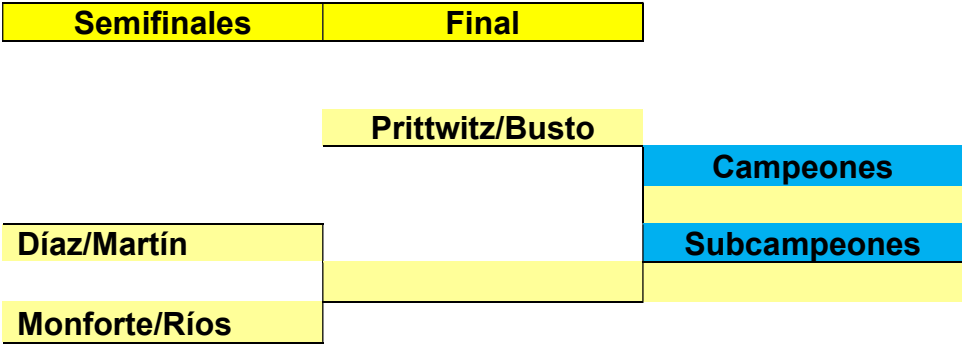 Semifinales Final
Prittwitz/Busto
Campeones
Díaz/Martín Subcampeones
Monforte/Ríos